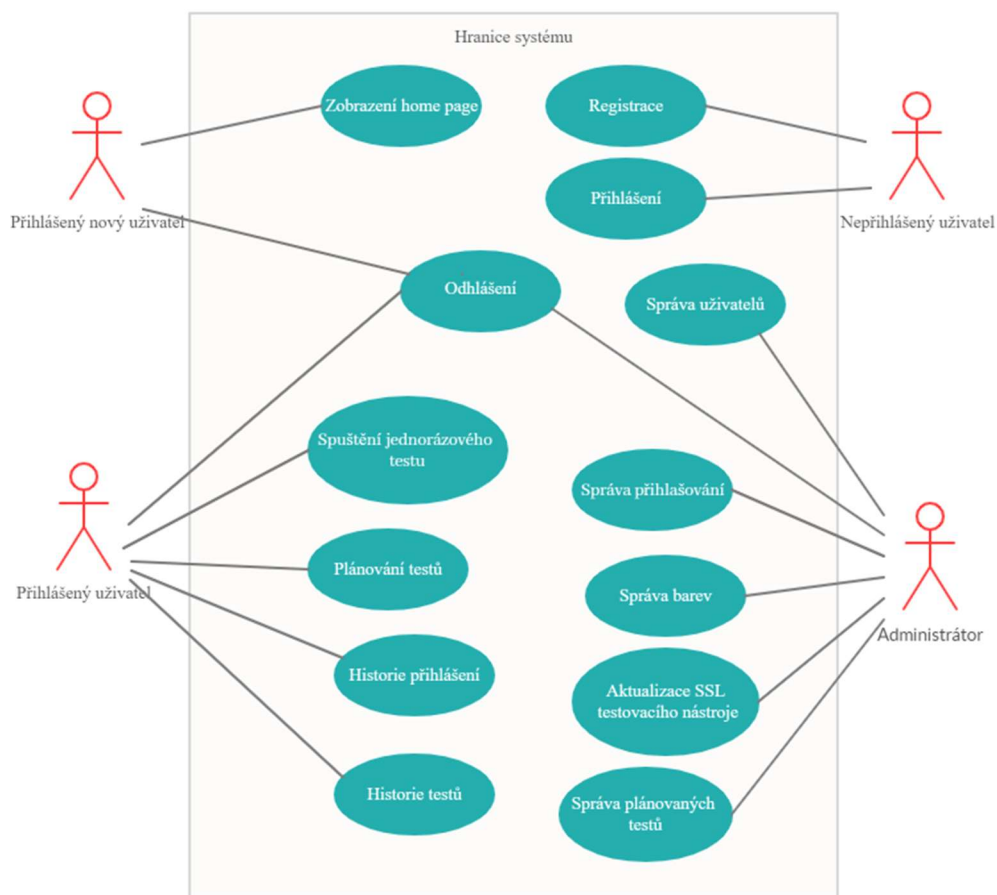 Hranice systému
Zobrazení home page
Registrace
Přihlášení
Přihlášený nový uživatel
Nepřihlášený uživatel
Odhlášení
Správa uživatelů
Spuštění jednorázového
testu
Správa přihlašování
Plánování testů
Přihlášený uživatel
Správa barev
Administrátor
Historie přihlášení
Aktualizace SSL
testovacího nástroje
Historie testů
Správa plánovaných
testů